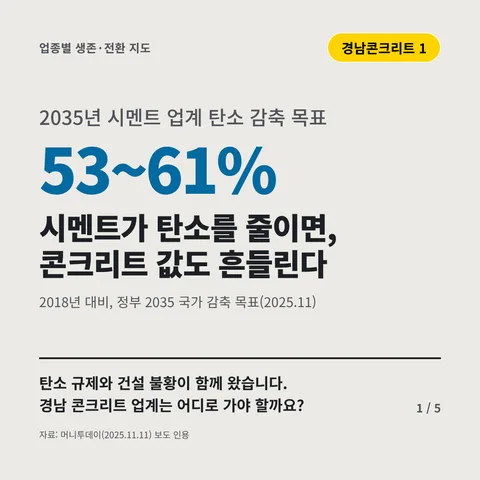 업종별 생존·전환 지도
경남콘크리트 1
2035년 시멘트 업계 탄소 감축 목표
53~61%
시멘트가 탄소를 줄이면,
콘크리트 값도 흔들린다
2018년 대비, 정부 2035 국가 감축 목표(2025.11)
탄소 규제와 건설 불황이 함께 왔습니다.
경남 콘크리트 업계는 어디로 가야 할까요?
1 / 5
자료: 머니투데이(2025.11.11) 보도 인용